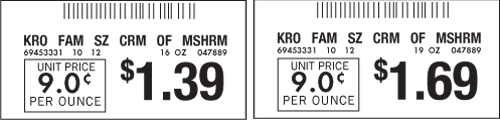 KRO FAM SZ CRM OF MSHRM
69453331 10 12 16 OZ 047889
UNIT PRICE
9.0¢
PER OUNCE
$1.39
KRO FAM SZ CRM OF MSHRM
69453331 10 12 19 OZ 047889
UNIT PRICE
9.0¢
PER OUNCE
$1.69